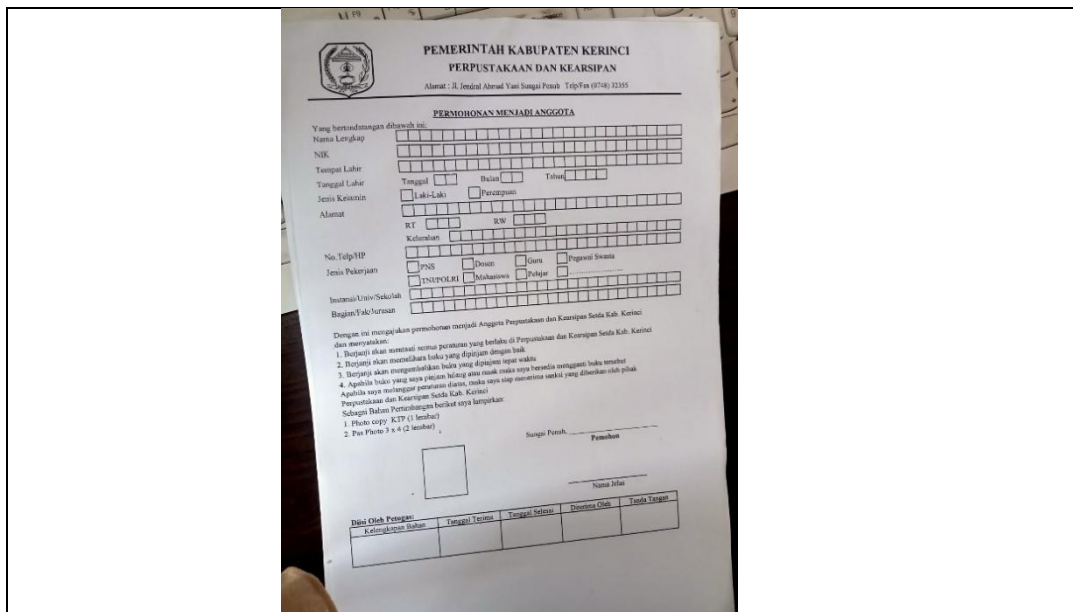 PEMERINTAH KABUPATEN KERINCI
PERPUSTAKAAN DAN KEARSIPAN
Alamat : Jl. Jendral Ahmad Yani Sungai Penuh Telp/Fax (0748) 32355
PERMOHONAN MENJADI ANGGOTA
Yang bertandatangan dibawah ini:
Nama Lengkap
NIK
Tempat Lahir
Tanggal Lahir Tanggal Bulan Tahun
Jenis Kelamin Laki-Laki Perempuan
Alamat
RT RW
Kelurahan
No.Telp/HP
Jenis Pekerjaan PNS Dosen Guru Pegawai Swasta
TNI/POLRI Mahasiswa Pelajar
Instansi/Univ/Sekolah
Bagian/Fak/Jurusan
Dengan ini mengajukan permohonan menjadi Anggota Perpustakaan dan Kearsipan Setda Kab. Kerinci
dan menyatakan:
1. Berjanji akan mentaati semua peraturan yang berlaku di Perpustakaan dan Kearsipan Setda Kab. Kerinci
2. Berjanji akan memelihara buku yang dipinjam dengan baik
3. Berjanji akan mengembalikan buku yang dipinjam tepat waktu
4. Apabila buku yang saya pinjam hilang atau rusak maka saya bersedia mengganti buku tersebut
Apabila saya melanggar peraturan diatas, maka saya siap menerima sanksi yang diberikan oleh pihak
Perpustakaan dan Kearsipan Setda Kab. Kerinci
Sebagai Bahan Pertimbangan berikut saya lampirkan:
1. Photo copy KTP (1 lembar)
2. Pas Photo 3 x 4 (2 lembar)
Sungai Penuh,
Pemohon
Nama Jelas
Diisi Oleh Petugas:
Kelengkapan Bahan Tanggal Terima Tanggal Selesai Diterima Oleh Tanda Tangan